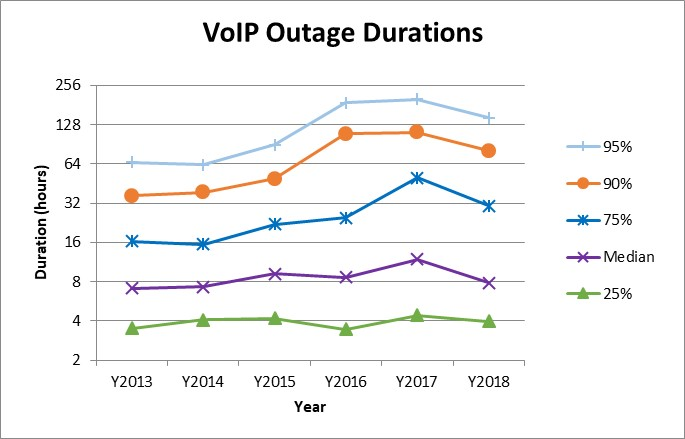 VoIP Outage Durations
Duration (hours)
256
128
64
32
16
8
4
2
Y2013 Y2014 Y2015 Y2016 Y2017 Y2018
Year
95%
90%
75%
Median
25%